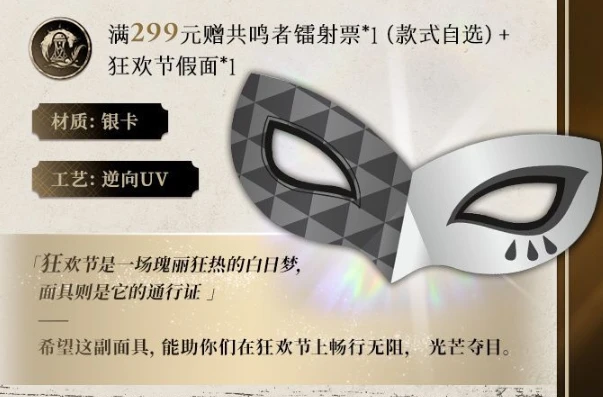 满299元赠共鸣者镭射票*1（款式自选）+
狂欢节假面*1
材质：银卡
工艺：逆向UV
「狂欢节是一场瑰丽狂热的白日梦，
面具则是它的通行证」
希望这副面具，能助你们在狂欢节上畅行无阻， 光芒夺目。